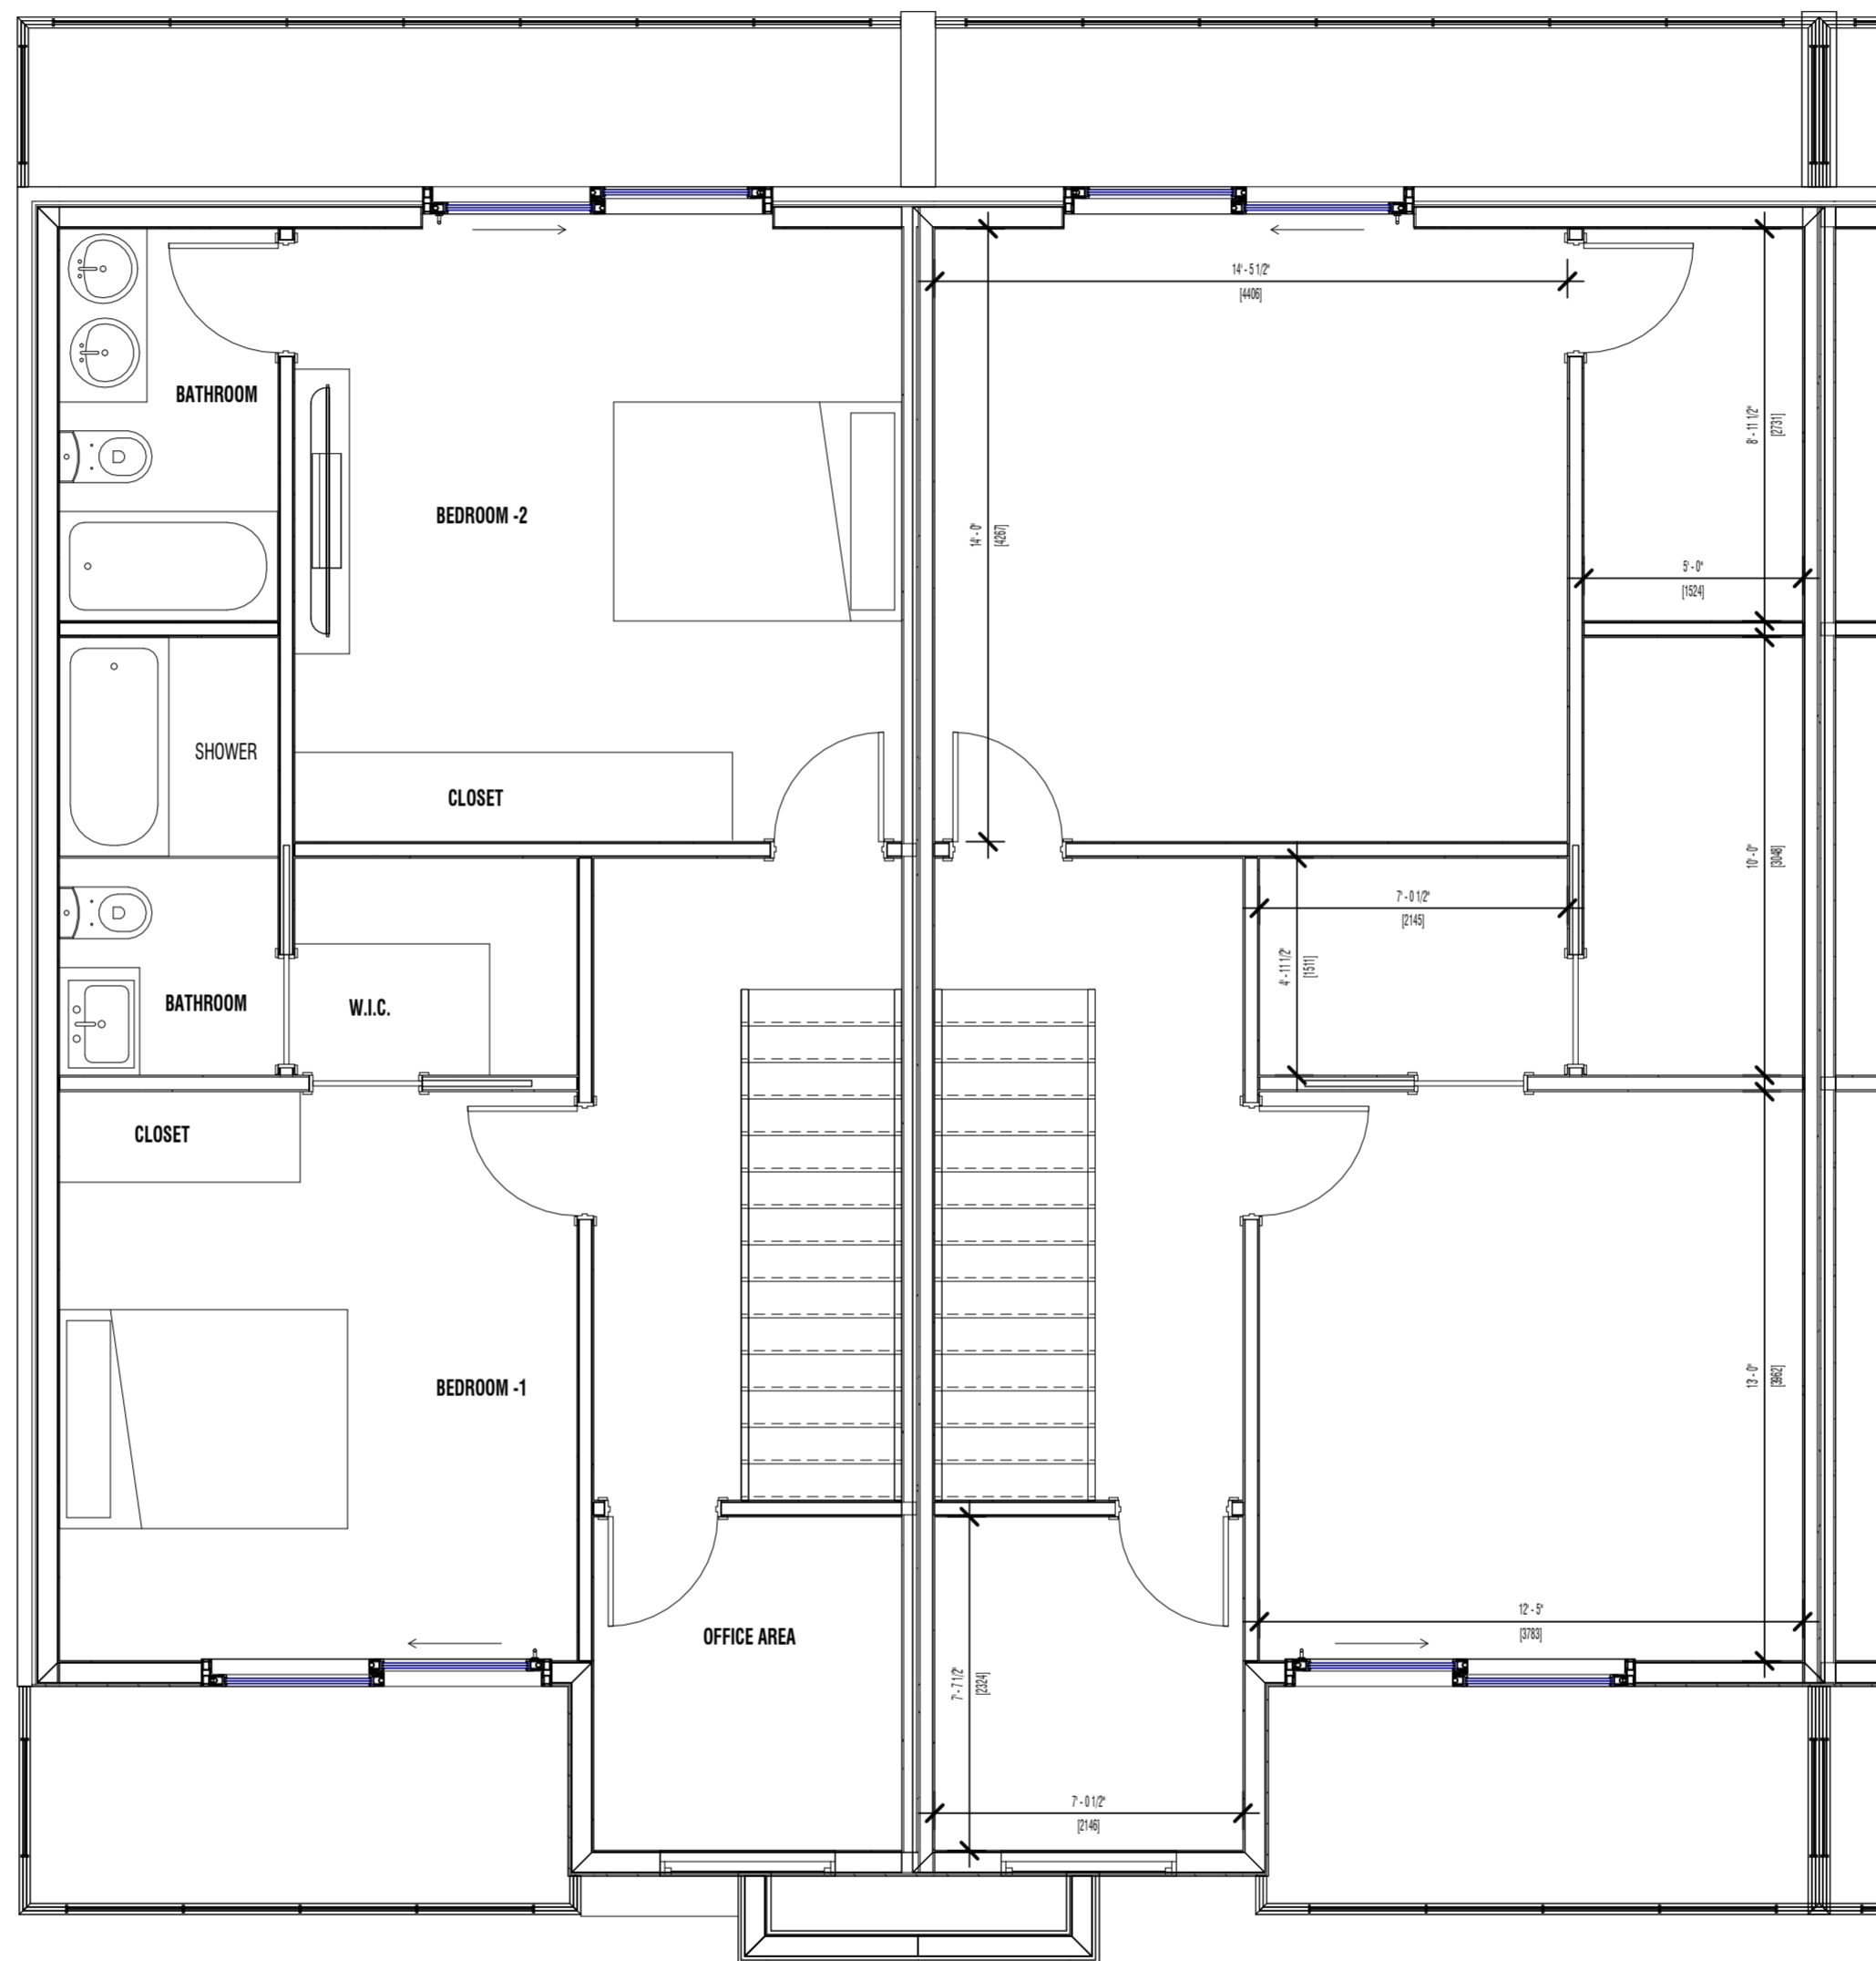 14' - 5 1/2"
[4406]
BATHROOM
8' - 11 1/2"
[2731]
BEDROOM -2
14' - 0"
[4267]
5' - 0"
[1524]
SHOWER
CLOSET
10' - 0"
[3048]
7' - 0 1/2"
[2145]
4' - 11 1/2"
[1511]
BATHROOM
W.I.C.
CLOSET
BEDROOM -1
13' - 0"
[3962]
12' - 5"
[3783]
OFFICE AREA
7' - 7 1/2"
[2324]
7' - 0 1/2"
[2146]